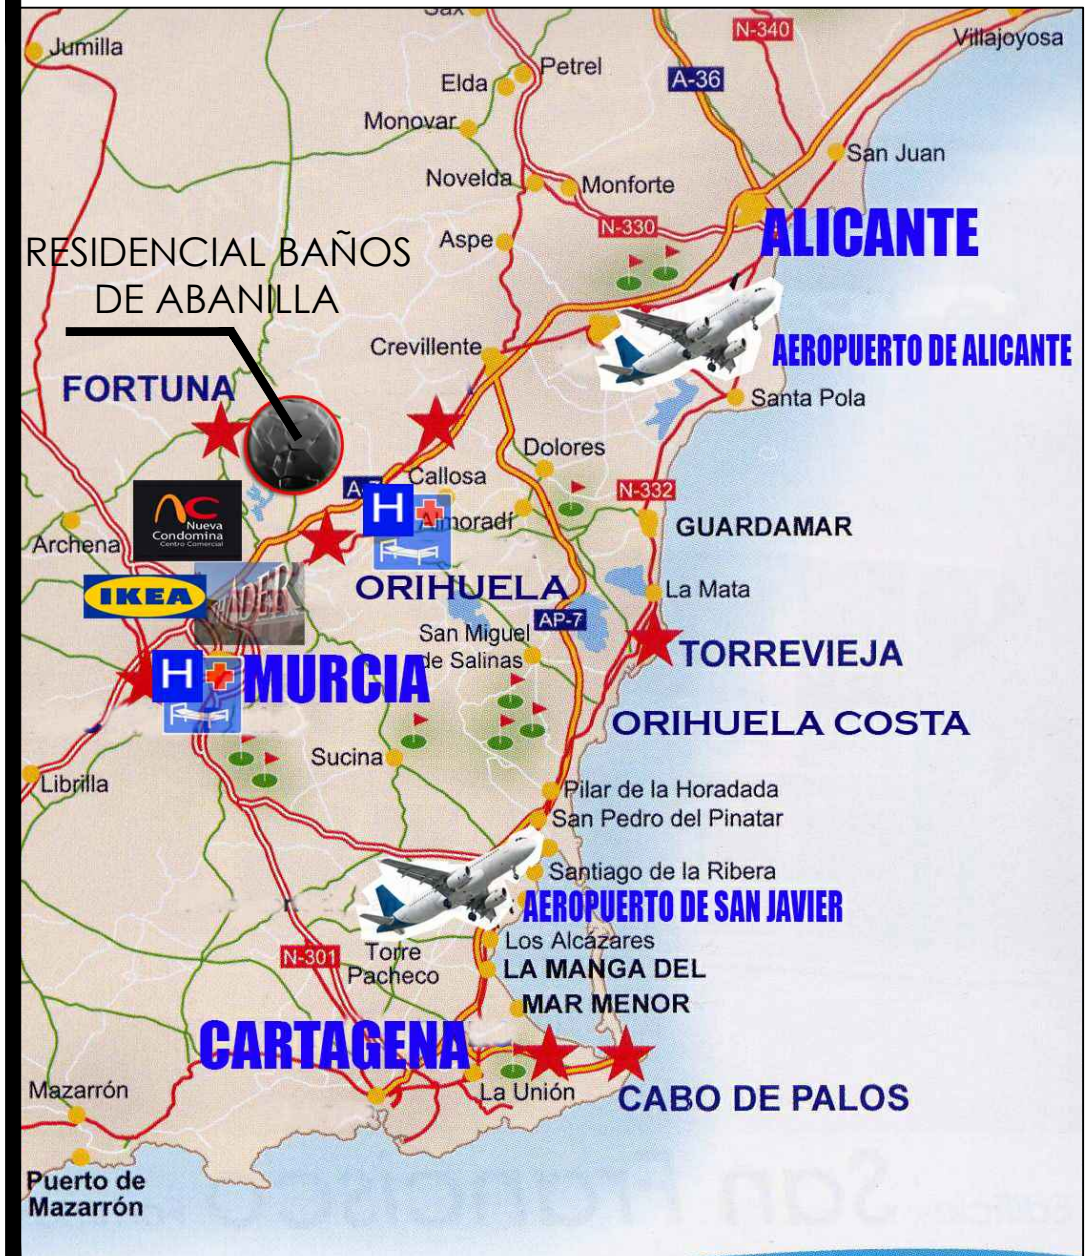 Sax
N-340
Villajoyosa
Jumilla
Petrel
Elda
A-36
Monovar
San Juan
Novelda
Monforte
N-330
ALICANTE
Aspe
RESIDENCIAL BAÑOS
DE ABANILLA
Crevillente
AEROPUERTO DE ALICANTE
FORTUNA
Santa Pola
Dolores
Callosa
N-332
H
Almoradí
Nueva
Condomina
Centro Comercial
GUARDAMAR
Archena
ORIHUELA
IKEA
La Mata
AP-7
San Miguel
de Salinas
TORREVIEJA
H
MURCIA
ORIHUELA COSTA
Sucina
Librilla
Pilar de la Horadada
San Pedro del Pinatar
Santiago de la Ribera
AEROPUERTO DE SAN JAVIER
Los Alcázares
N-301
Torre
Pacheco
LA MANGA DEL
MAR MENOR
CARTAGENA
Mazarrón
La Unión
CABO DE PALOS
Puerto de
Mazarrón